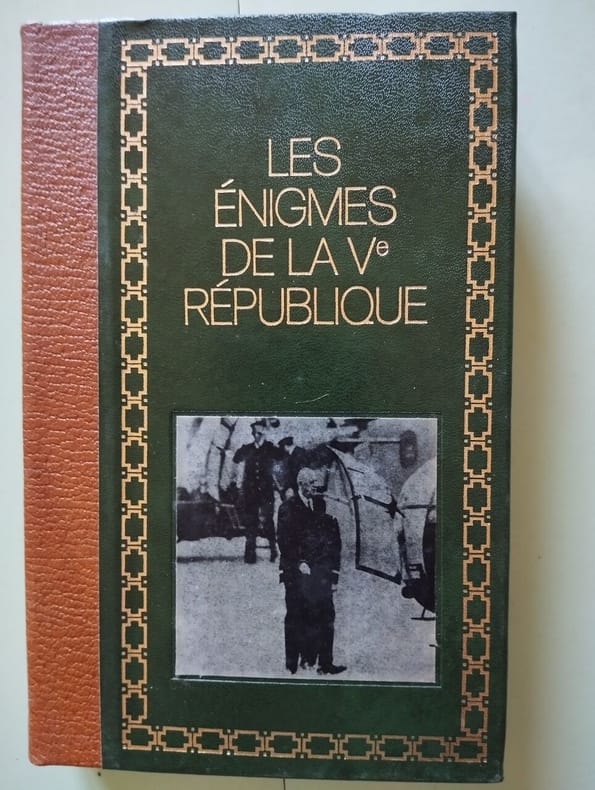 LES
ÉNIGMES
DE LA Ve
RÉPUBLIQUE